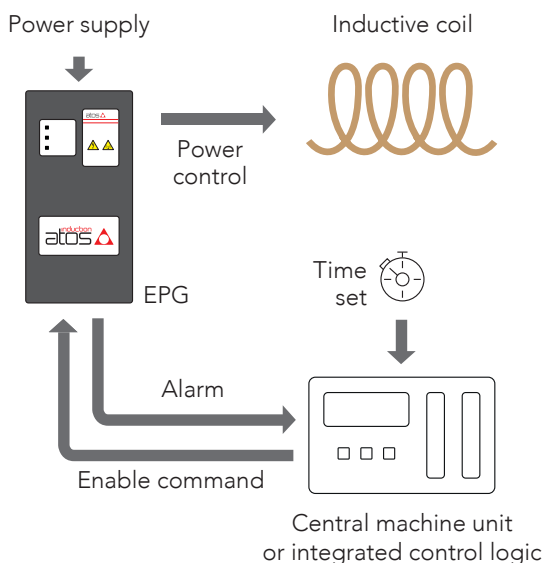 Power supply
Inductive coil
atos
Power
control
induction
atos
EPG
Time
set
Alarm
Enable command
Central machine unit
or integrated control logic